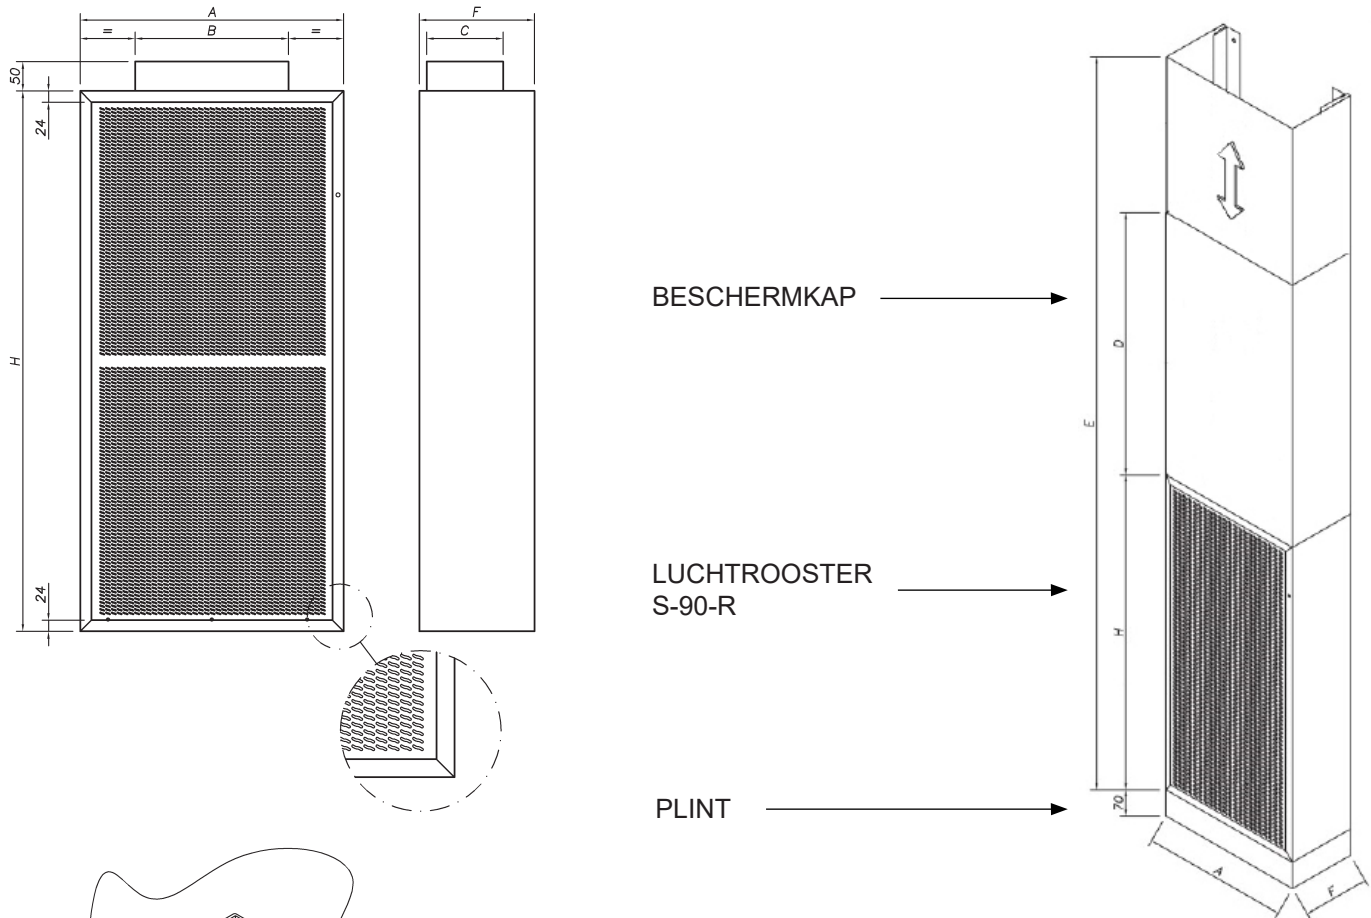 A
F
=
B
=
C
50
24
H
24
BESCHERMKAP
LUCHTROOSTER
S-90-R
PLINT
D
E
H
70
A
F